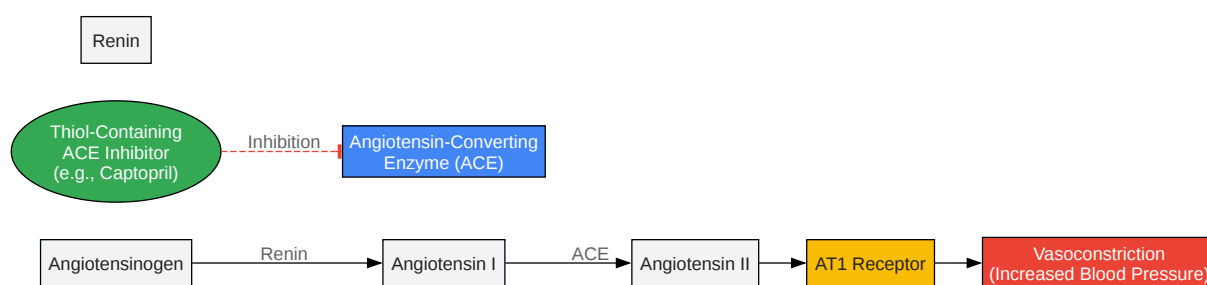 Renin
Thiol-Containing
ACE Inhibitor
(e.g., Captopril)
Inhibition
Angiotensin-Converting
Enzyme (ACE)
Angiotensinogen
Renin
Angiotensin I
ACE
Angiotensin II
AT1 Receptor
Vasoconstriction
(Increased Blood Pressure)